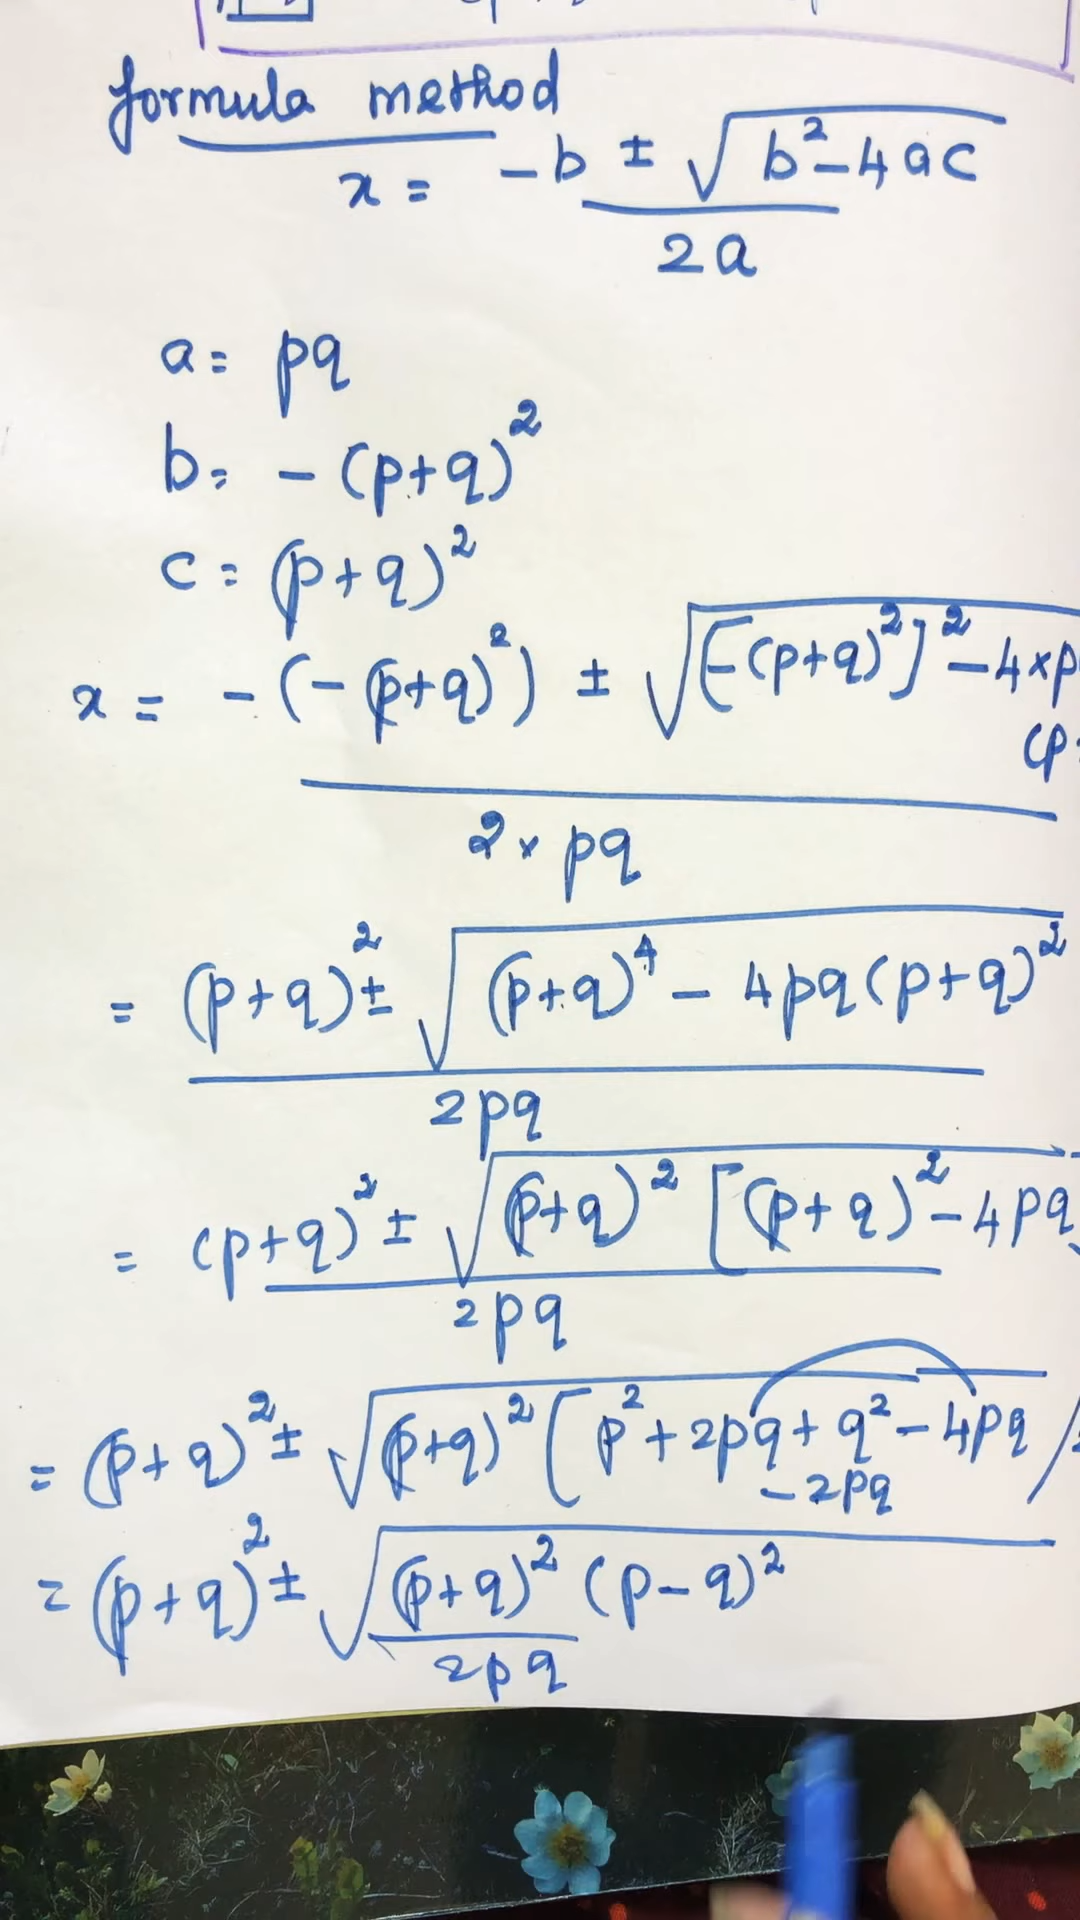 formula method
x = -b ± √b²-4ac
2a
a = pq
b = -(p+q)²
c = (p+q)²
x = -(-(p+q)²) ± √[-(p+q)²]² - 4×p
(p
2 × pq
= (p+q)² ± √(p+q)⁴ - 4pq(p+q)²
2pq
= (p+q)² ± √(p+q)² [(p+q)² - 4pq
2pq
= (p+q)² ± √(p+q)² [p² + 2pq + q² - 4pq /
-2pq
= (p+q)² ± √(p+q)² (p-q)²
2pq